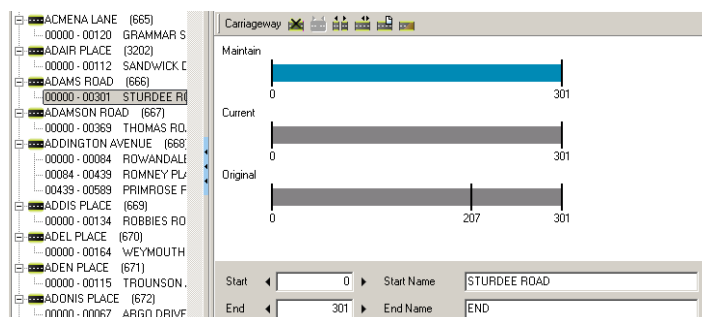 ACMENA LANE (665)
00000 - 00120 GRAMMAR S
ADAIR PLACE (3202)
00000 - 00112 SANDWICK D
ADAMS ROAD (666)
00000 - 00301 STURDEE R
ADAMSON ROAD (667)
00000 - 00369 THOMAS RO
ADDINGTON AVENUE (668)
00000 - 00084 ROWANDALE
00084 - 00439 ROMNEY PL
00439 - 00589 PRIMROSE P
ADDIS PLACE (669)
00000 - 00134 ROBBIES RO
ADEL PLACE (670)
00000 - 00164 WEYMOUTH
ADEN PLACE (671)
00000 - 00115 TROUNSON
ADONIS PLACE (672)
00000 - 00067 ARGO DRIVE
Carriageway
Maintain
0 301
Current
0 301
Original
0 207 301
Start 0 Start Name STURDEE ROAD
End 301 End Name END